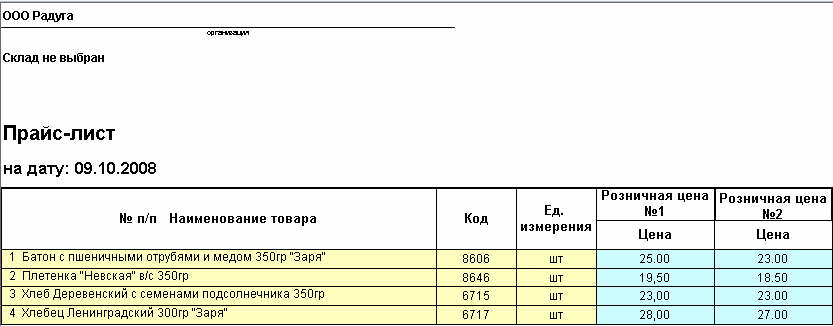 ООО Радуга
организация
Склад не выбран
Прайс-лист
на дату: 09.10.2008
№ п/п Наименование товара Код Ед. измерения Розничная цена №1 Розничная цена №2
Цена Цена
1 Батон с пшеничными отрубями и медом 350гр "Заря" 8606 шт 25.00 23.00
2 Плетенка "Невская" в/с 350гр 8646 шт 19,50 18.50
3 Хлеб Деревенский с семенами подсолнечника 350гр 6715 шт 23,00 23.00
4 Хлебец Ленинградский 300гр "Заря" 6717 шт 28,00 27.00